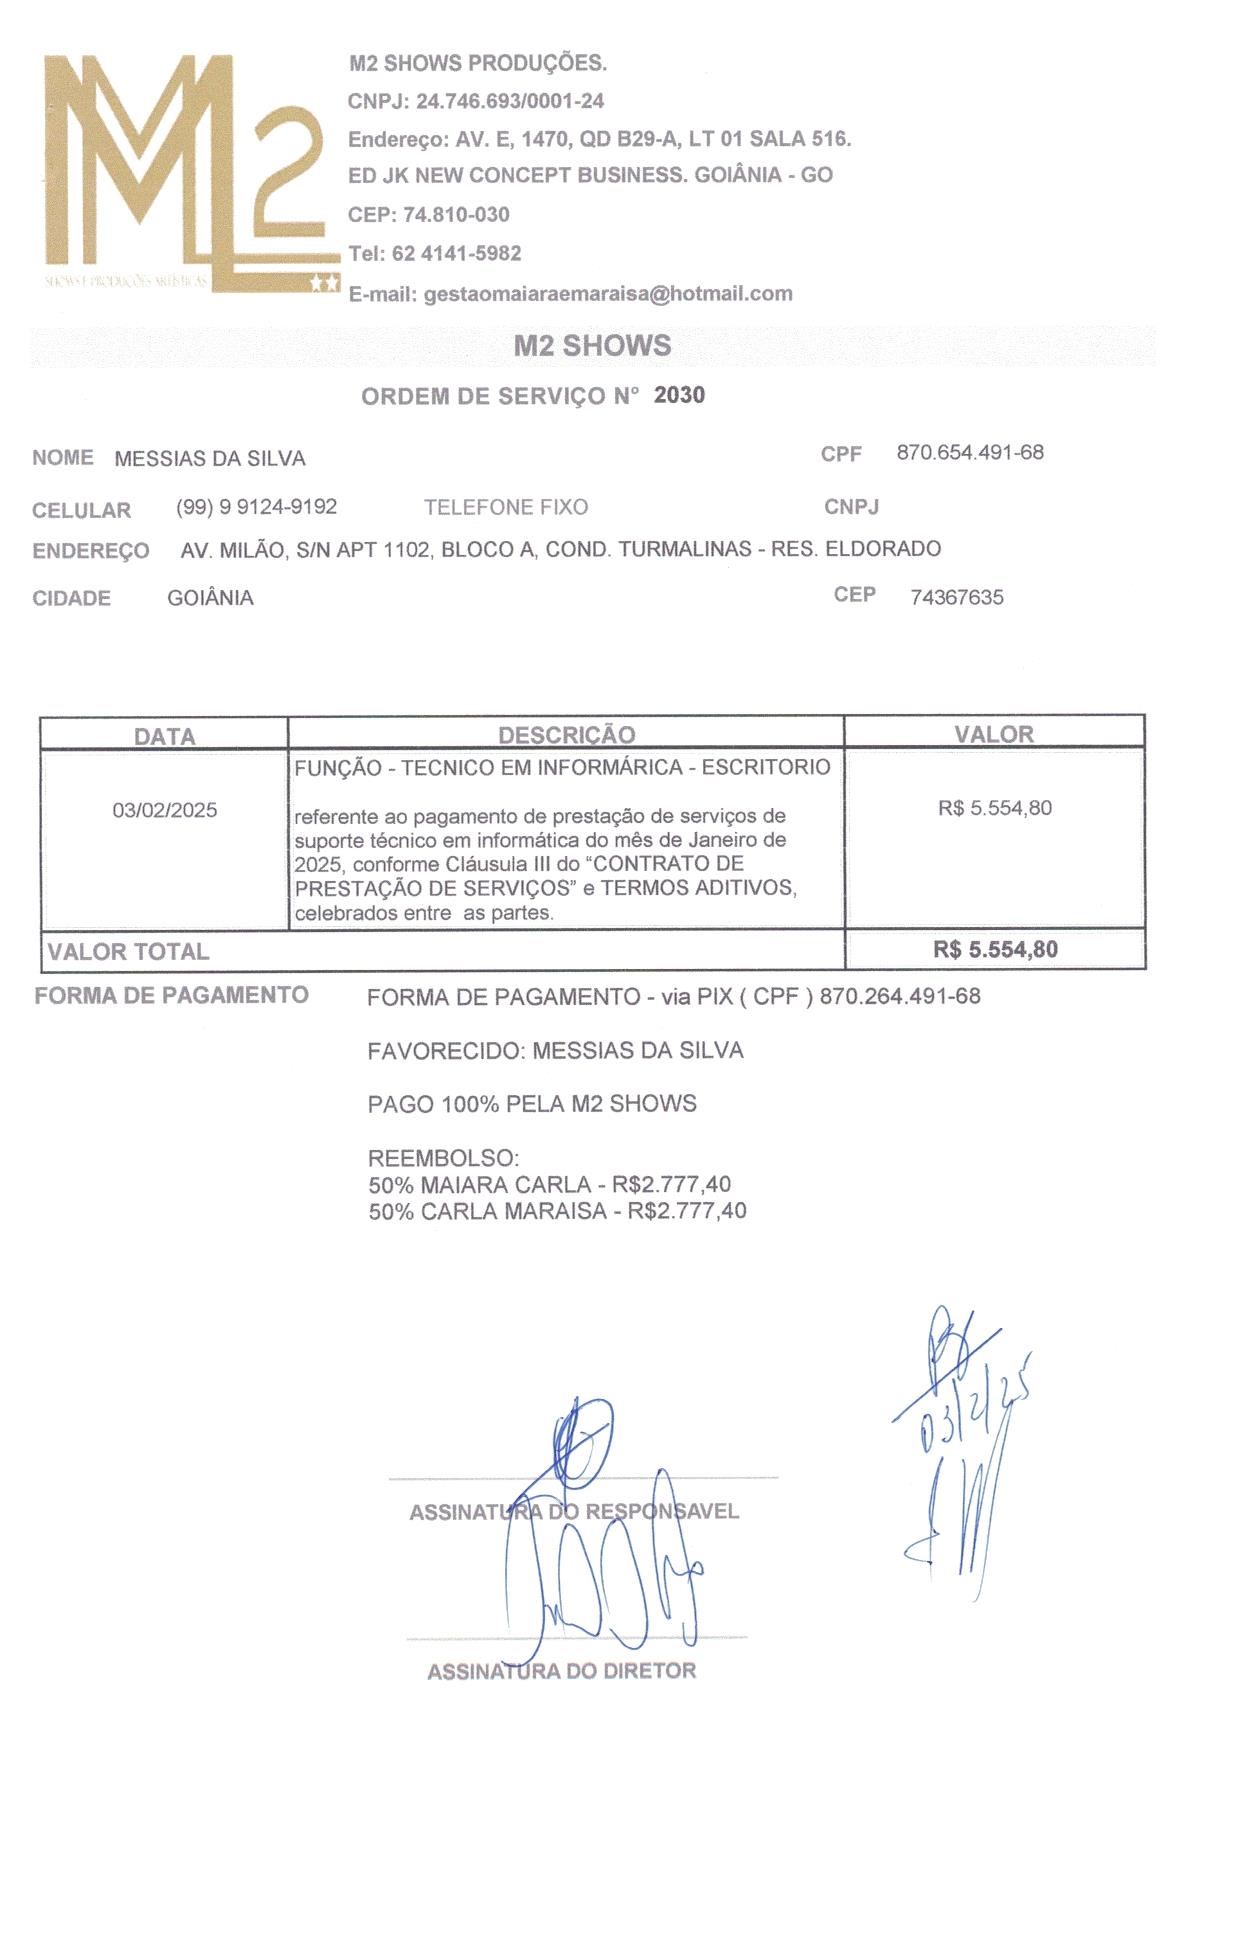 M2
SHOWS E PRODUÇÕES ARTÍSTICAS
M2 SHOWS PRODUÇÕES.
CNPJ: 24.746.693/0001-24
Endereço: AV. E, 1470, QD B29-A, LT 01 SALA 516.
ED JK NEW CONCEPT BUSINESS. GOIÂNIA - GO
CEP: 74.810-030
Tel: 62 4141-5982
E-mail: gestaomaiaraemaraisa@hotmail.com
M2 SHOWS
ORDEM DE SERVIÇO N° 2030
NOME MESSIAS DA SILVA CPF 870.654.491-68
CELULAR (99) 9 9124-9192 TELEFONE FIXO CNPJ
ENDEREÇO AV. MILÃO, S/N APT 1102, BLOCO A, COND. TURMALINAS - RES. ELDORADO
CIDADE GOIÂNIA CEP 74367635
DATA DESCRIÇÃO VALOR
FUNÇÃO - TECNICO EM INFORMÁRICA - ESCRITORIO
03/02/2025 R$ 5.554,80
referente ao pagamento de prestação de serviços de
suporte técnico em informática do mês de Janeiro de
2025, conforme Cláusula III do “CONTRATO DE
PRESTAÇÃO DE SERVIÇOS” e TERMOS ADITIVOS,
celebrados entre as partes.
VALOR TOTAL R$ 5.554,80
FORMA DE PAGAMENTO FORMA DE PAGAMENTO - via PIX ( CPF ) 870.264.491-68
FAVORECIDO: MESSIAS DA SILVA
PAGO 100% PELA M2 SHOWS
REEMBOLSO:
50% MAIARA CARLA - R$2.777,40
50% CARLA MARAISA - R$2.777,40
03/2/25
ASSINATURA DO RESPONSAVEL
ASSINATURA DO DIRETOR